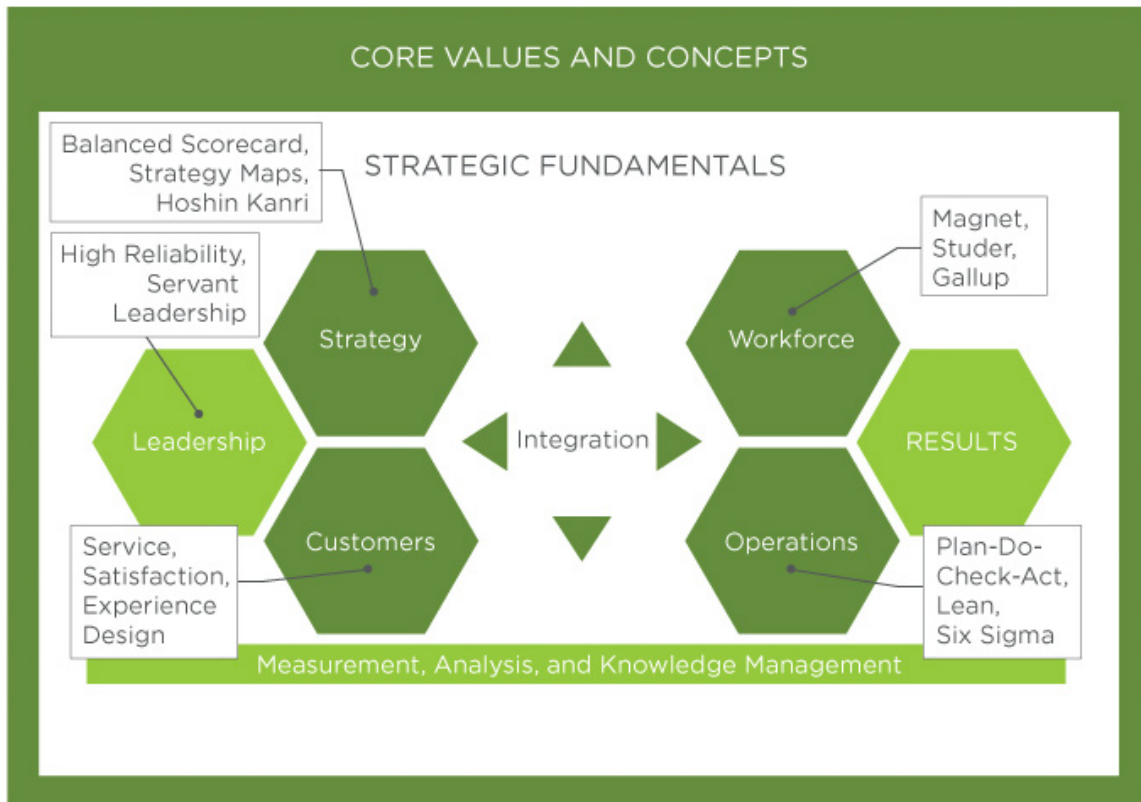 CORE VALUES AND CONCEPTS
STRATEGIC FUNDAMENTALS
Balanced Scorecard,
Strategy Maps,
Hoshin Kanri
High Reliability,
Servant
Leadership
Magnet,
Studer,
Gallup
Strategy
Workforce
Leadership
Integration
RESULTS
Customers
Operations
Service,
Satisfaction,
Experience
Design
Plan-Do-
Check-Act,
Lean,
Six Sigma
Measurement, Analysis, and Knowledge Management